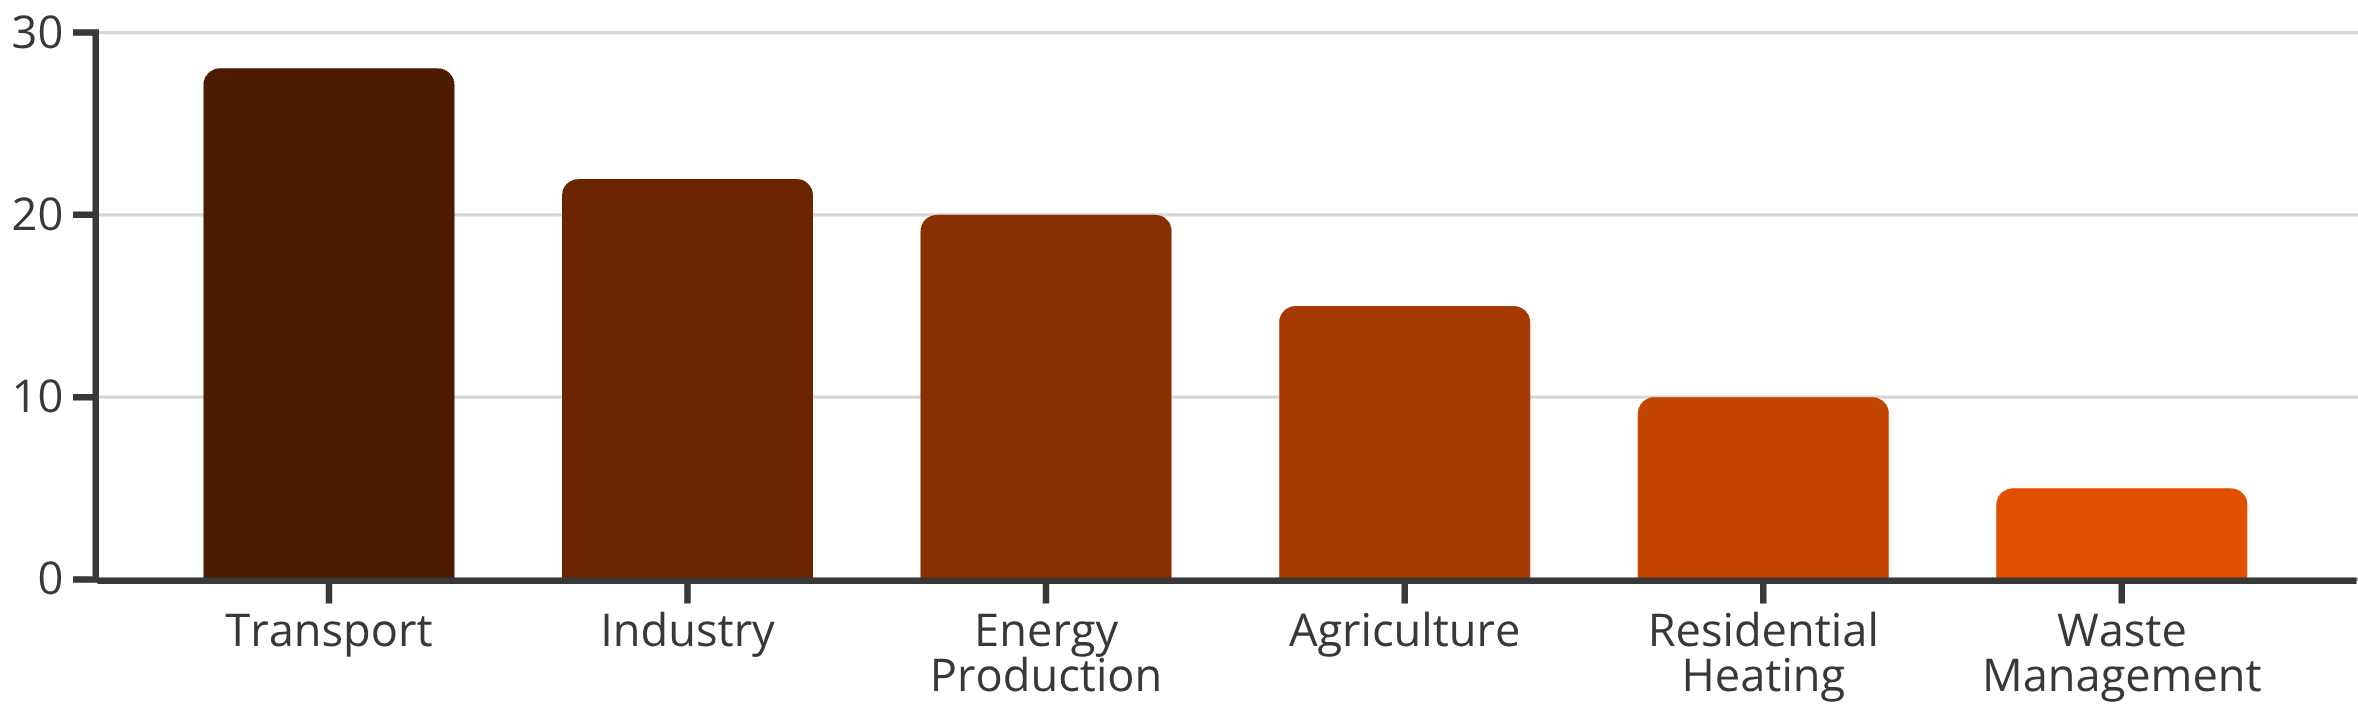 30
20
10
0
Transport
Industry
Energy
Production
Agriculture
Residential
Heating
Waste
Management